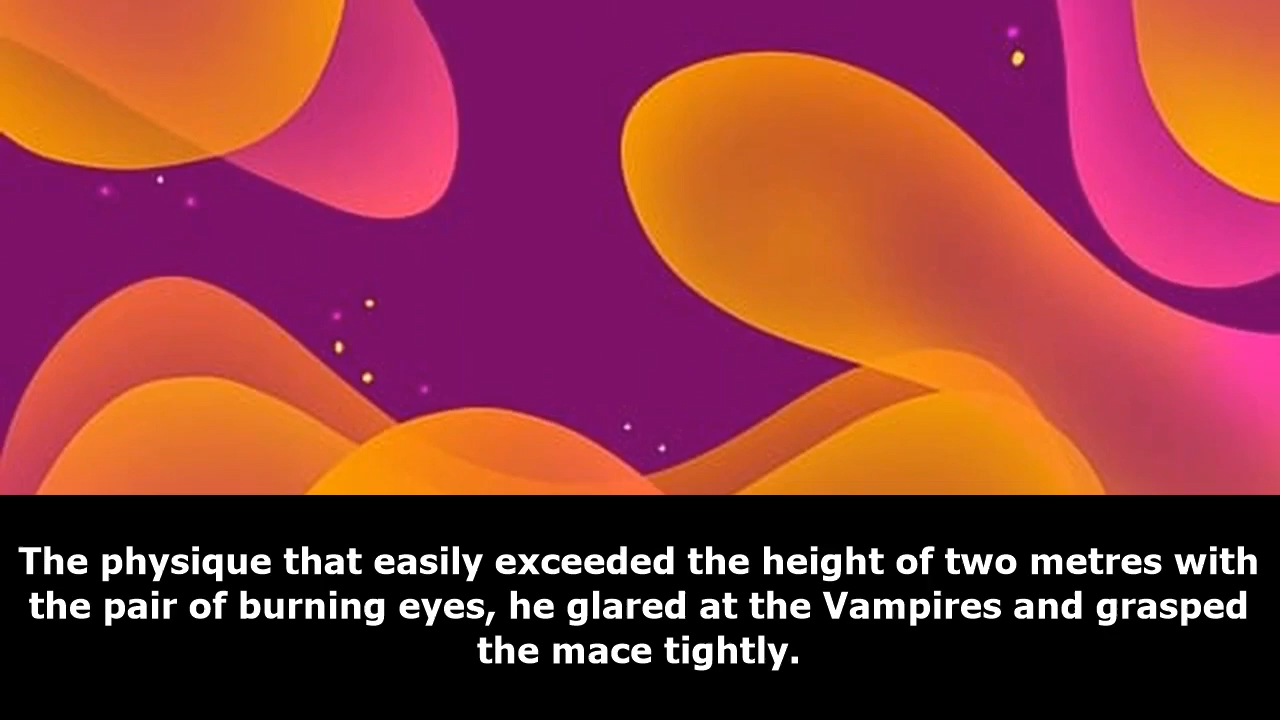 The physique that easily exceeded the height of two metres with
the pair of burning eyes, he glared at the Vampires and grasped
the mace tightly.